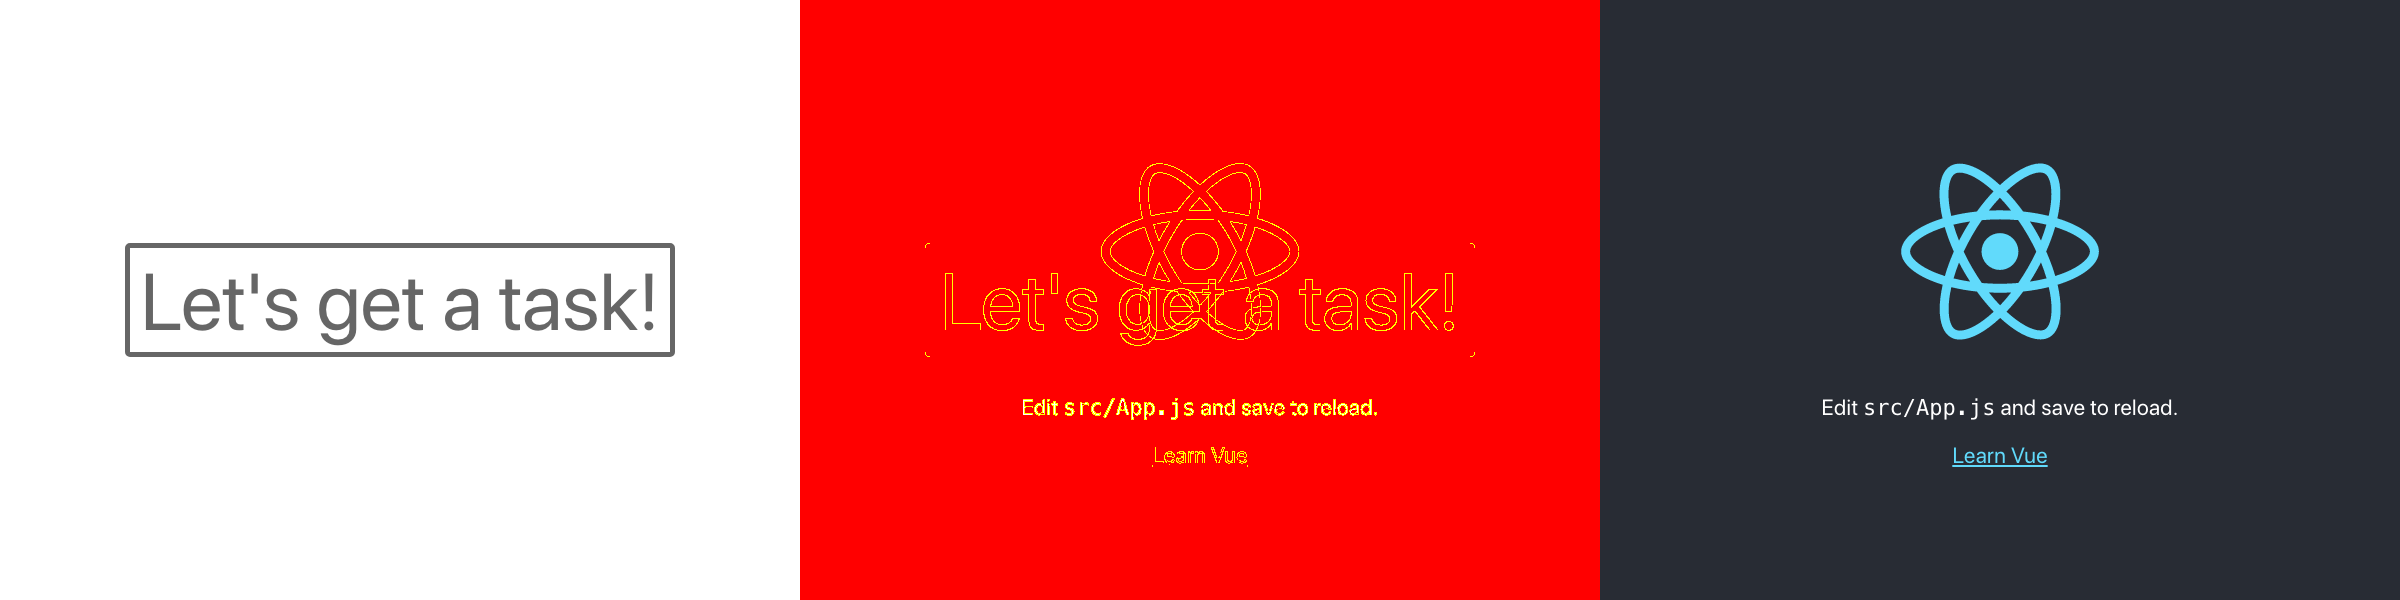 Let's get a task!
Let's get a task!
Edit src/App.js and save to reload.
Learn Vue
Edit src/App.js and save to reload.
Learn Vue